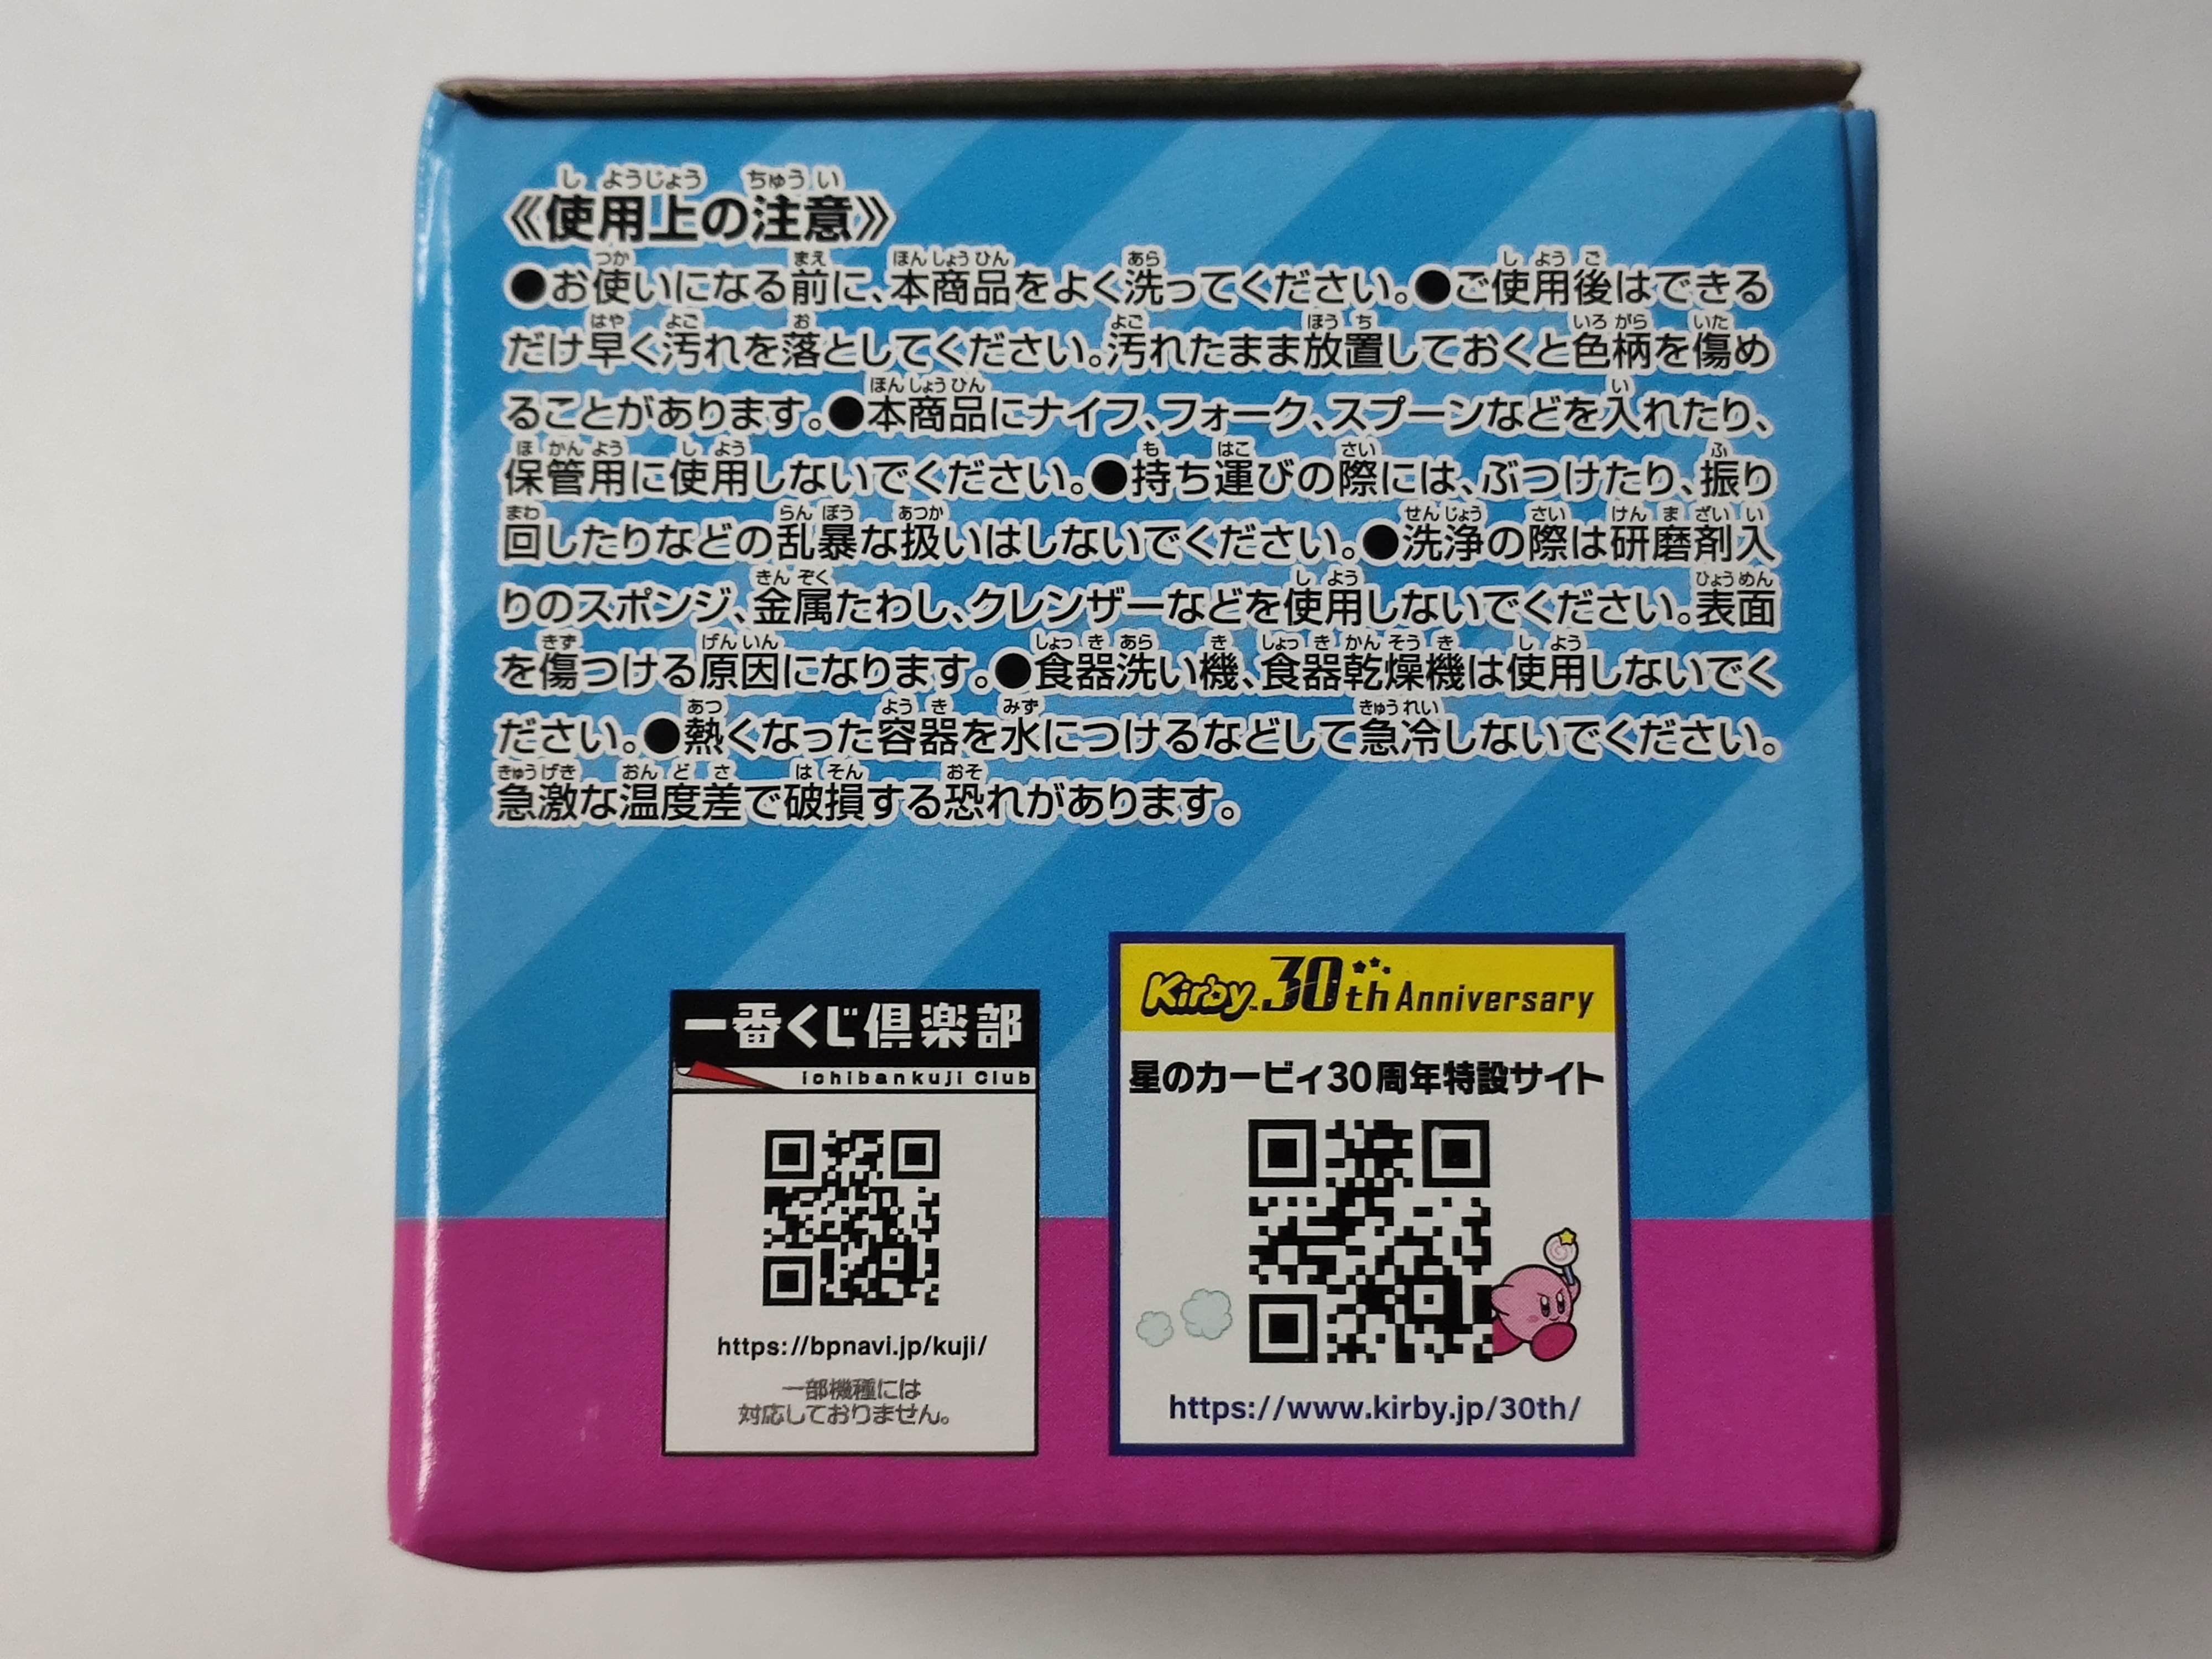 《使用上の注意》
●お使いになる前に、本商品をよく洗ってください。●ご使用後はできる
だけ早く汚れを落としてください。汚れたまま放置しておくと色柄を傷め
ることがあります。●本商品にナイフ、フォーク、スプーンなどを入れたり、
保管用に使用しないでください。●持ち運びの際には、ぶつけたり、振り
回したりなどの乱暴な扱いはしないでください。●洗浄の際は研磨剤入
りのスポンジ、金属たわし、クレンザーなどを使用しないでください。表面
を傷つける原因になります。●食器洗い機、食器乾燥機は使用しないでく
ださい。●熱くなった容器を水につけるなどして急冷しないでください。
急激な温度差で破損する恐れがあります。
一番くじ倶楽部
ichibankuji Club
https://bpnavi.jp/kuji/
一部機種には
対応しておりません。
Kirby™ 30th Anniversary
星のカービィ30周年特設サイト
https://www.kirby.jp/30th/